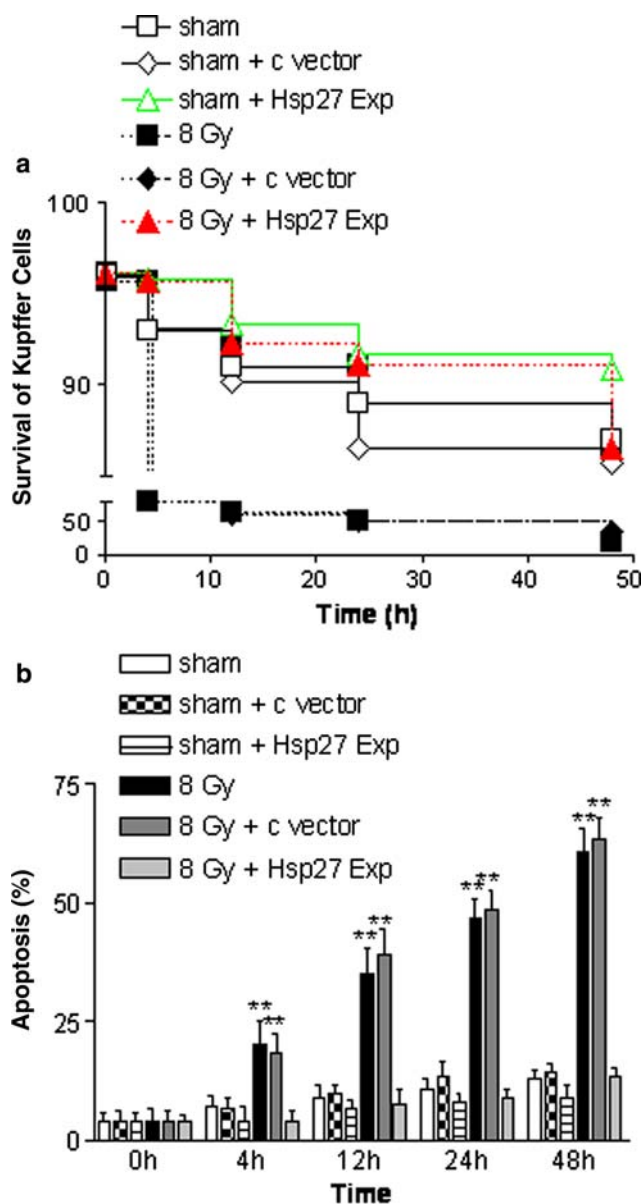 sham
sham + c vector
sham + Hsp27 Exp
8 Gy
8 Gy + c vector
8 Gy + Hsp27 Exp
a
Survival of Kupffer Cells
100
90
50
0
0 10 20 30 40 50
Time (h)
b
sham
sham + c vector
sham + Hsp27 Exp
8 Gy
8 Gy + c vector
8 Gy + Hsp27 Exp
Apoptosis (%)
75
50
25
0
** **
** **
** **
** **
0h 4h 12h 24h 48h
Time